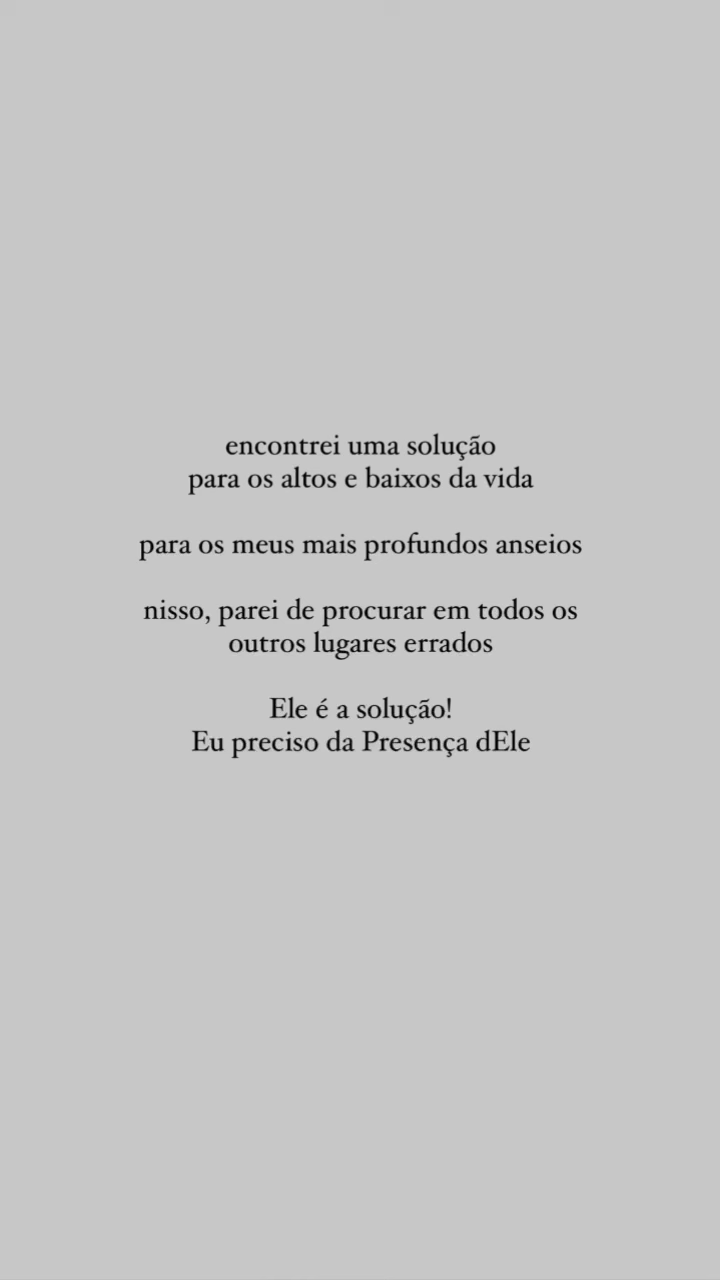 encontrei uma solução
para os altos e baixos da vida
para os meus mais profundos anseios
nisso, parei de procurar em todos os
outros lugares errados
Ele é a solução!
Eu preciso da Presença dEle